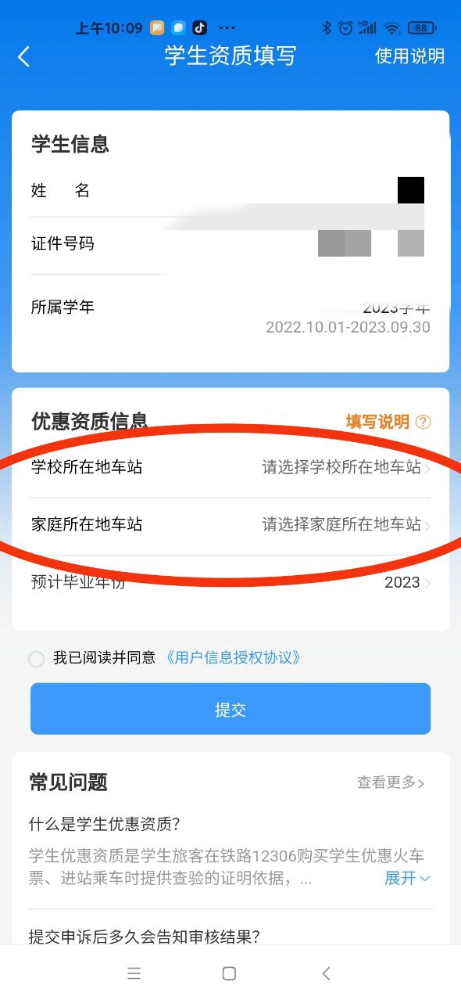 上午10:09 ... HD 88
学生资质填写 使用说明
学生信息
姓 名
证件号码
所属学年 2023学年
2022.10.01-2023.09.30
优惠资质信息 填写说明 ?
学校所在地车站 请选择学校所在地车站
家庭所在地车站 请选择家庭所在地车站
预计毕业年份 2023
我已阅读并同意 《用户信息授权协议》
提交
常见问题 查看更多
什么是学生优惠资质?
学生优惠资质是学生旅客在铁路12306购买学生优惠火车
票、进站乘车时提供查验的证明依据，... 展开
提交申诉后多久会告知审核结果?